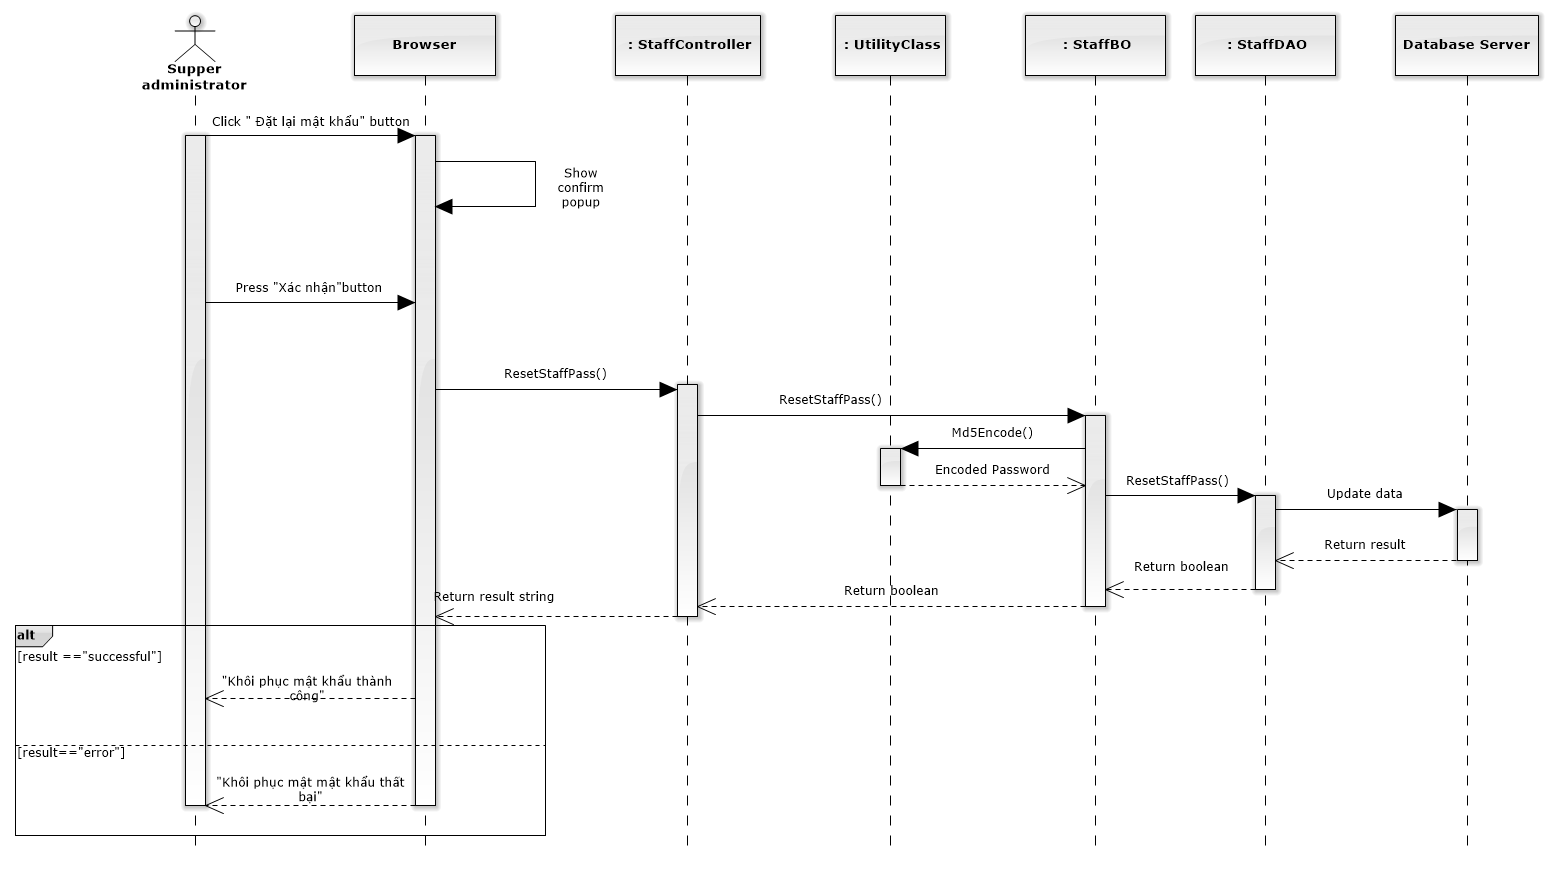 Supper
administrator
Browser
: StaffController
: UtilityClass
: StaffBO
: StaffDAO
Database Server
Click " Đặt lại mật khẩu" button
Show
confirm
popup
Press "Xác nhận"button
ResetStaffPass()
ResetStaffPass()
Md5Encode()
Encoded Password
ResetStaffPass()
Update data
Return result
Return boolean
Return boolean
Return result string
alt
[result =="successful"]
"Khôi phục mật khẩu thành
công"
[result=="error"]
"Khôi phục mật mật khẩu thất
bại"